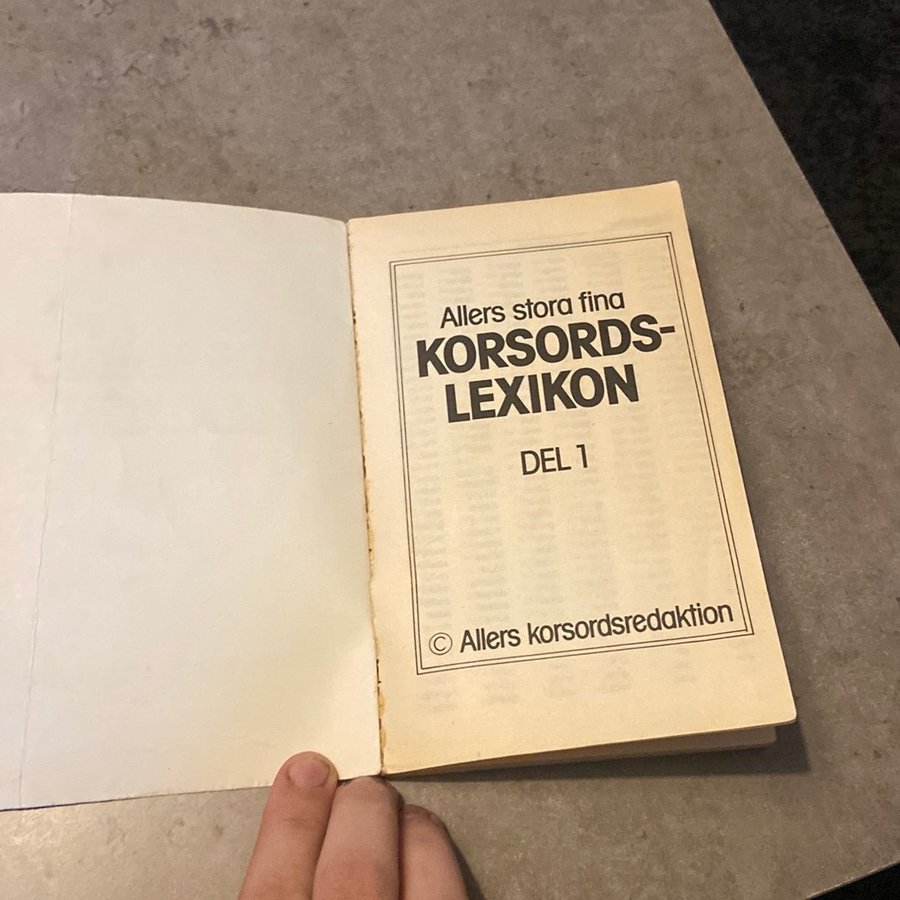 Allers stora fina
KORSORDS-
LEXIKON
DEL 1
© Allers korsordsredaktion